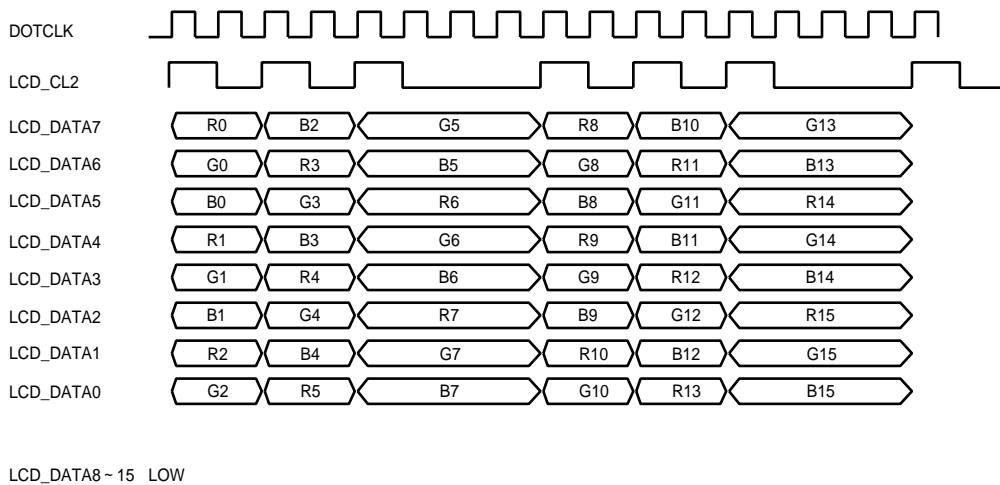 DOTCLK
LCD_CL2
LCD_DATA7 R0 B2 G5 R8 B10 G13
LCD_DATA6 G0 R3 B5 G8 R11 B13
LCD_DATA5 B0 G3 R6 B8 G11 R14
LCD_DATA4 R1 B3 G6 R9 B11 G14
LCD_DATA3 G1 R4 B6 G9 R12 B14
LCD_DATA2 B1 G4 R7 B9 G12 R15
LCD_DATA1 R2 B4 G7 R10 B12 G15
LCD_DATA0 G2 R5 B7 G10 R13 B15
LCD_DATA8~15 LOW